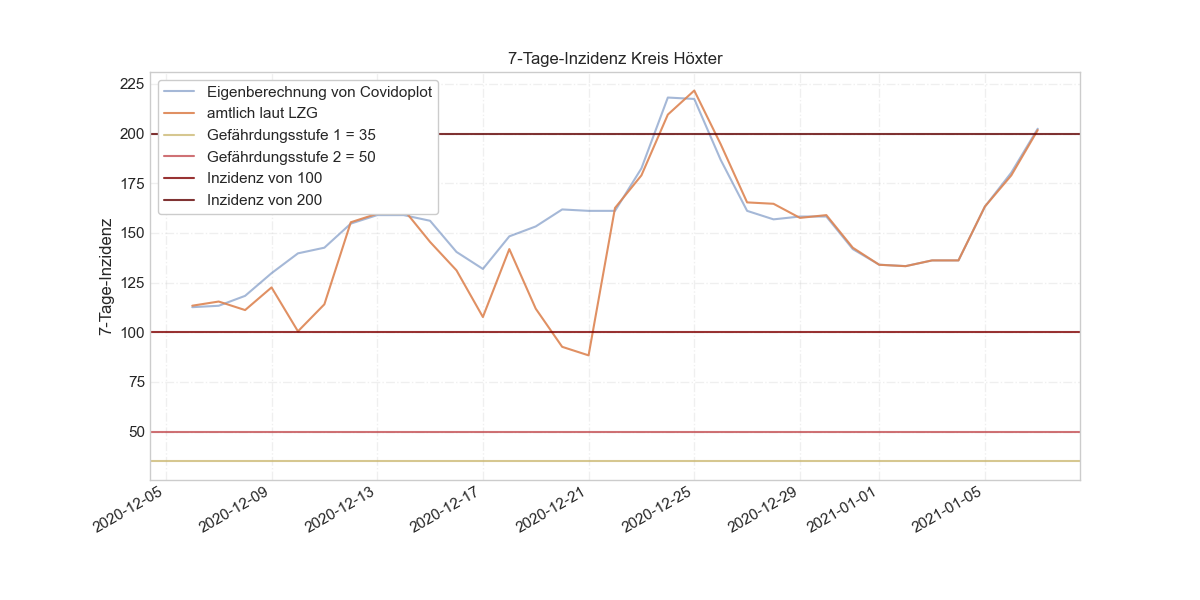 7-Tage-Inzidenz Kreis Höxter
Eigenberechnung von Covidoplot
amtlich laut LZG
Gefährdungsstufe 1 = 35
Gefährdungsstufe 2 = 50
Inzidenz von 100
Inzidenz von 200
7-Tage-Inzidenz
225
200
175
150
125
100
75
50
2020-12-05
2020-12-09
2020-12-13
2020-12-17
2020-12-21
2020-12-25
2020-12-29
2021-01-01
2021-01-05